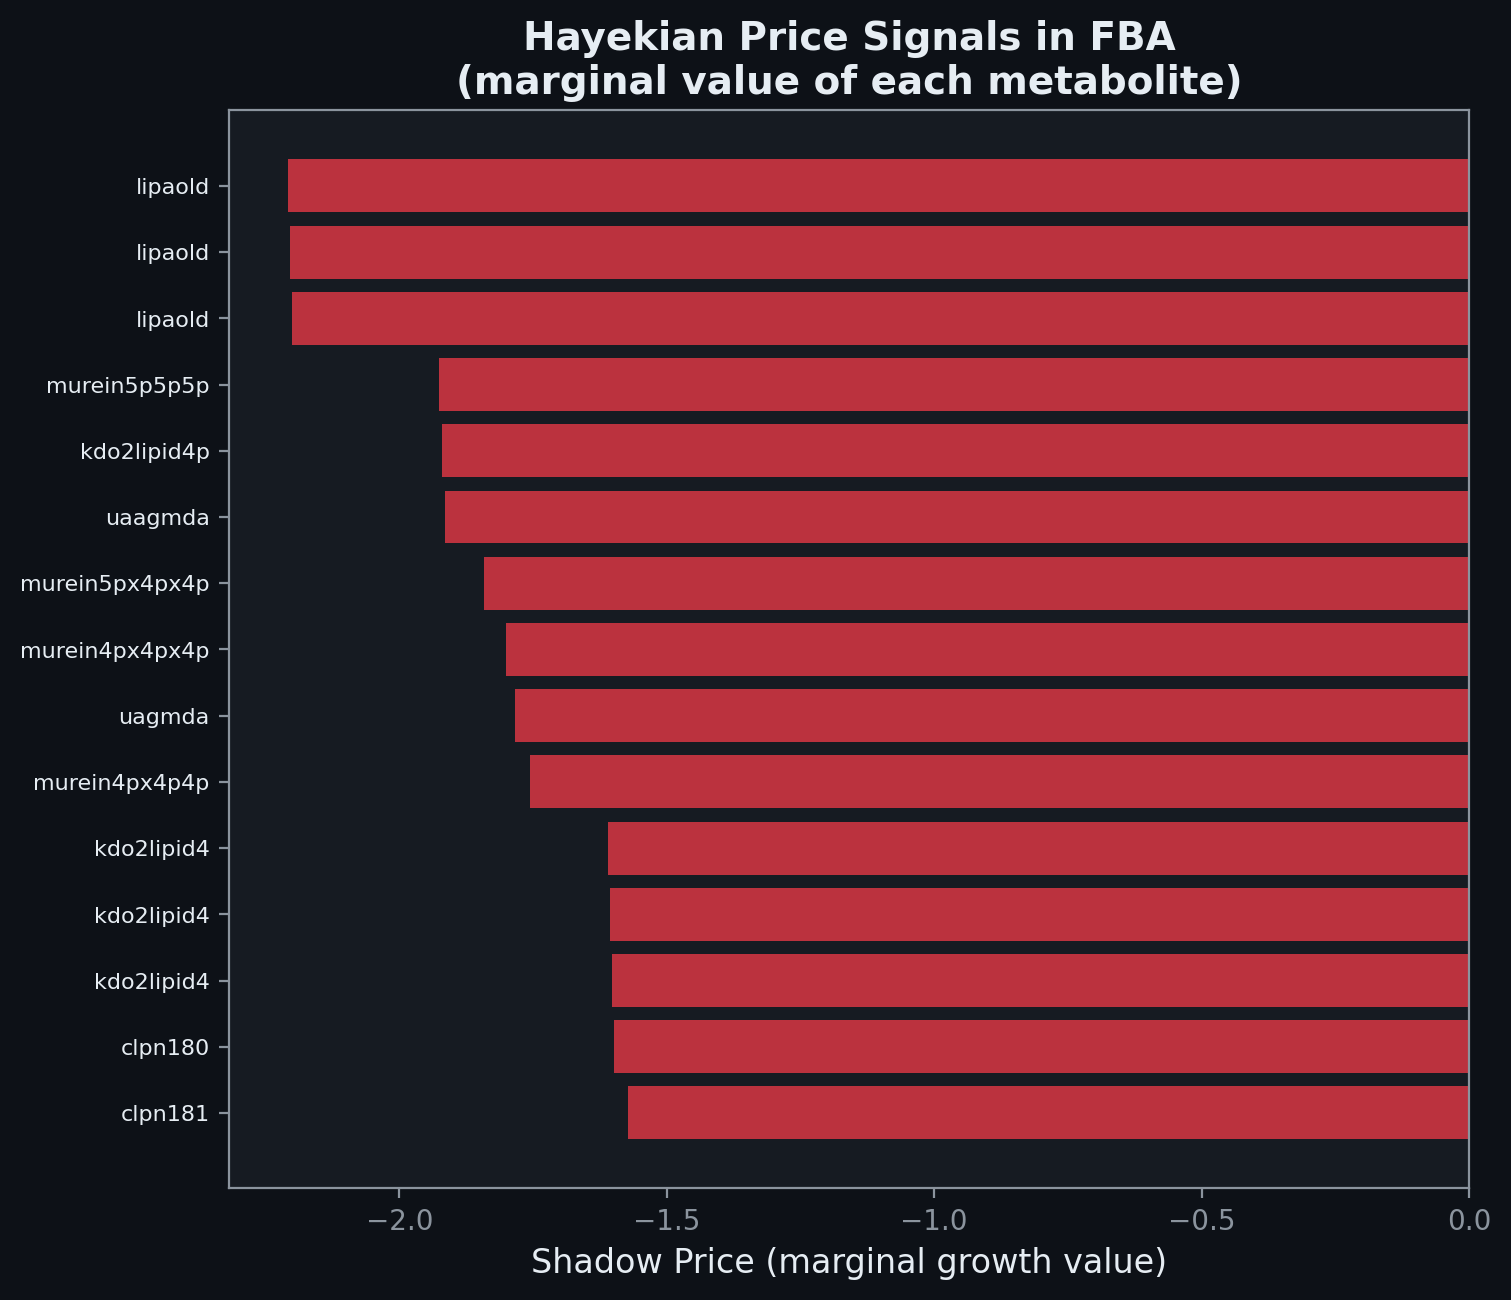 Hayekian Price Signals in FBA
(marginal value of each metabolite)
lipaold
lipaold
lipaold
murein5p5p5p
kdo2lipid4p
uaagmda
murein5px4px4p
murein4px4px4p
uagmda
murein4px4p4p
kdo2lipid4
kdo2lipid4
kdo2lipid4
clpn180
clpn181
−2.0 −1.5 −1.0 −0.5 0.0
Shadow Price (marginal growth value)